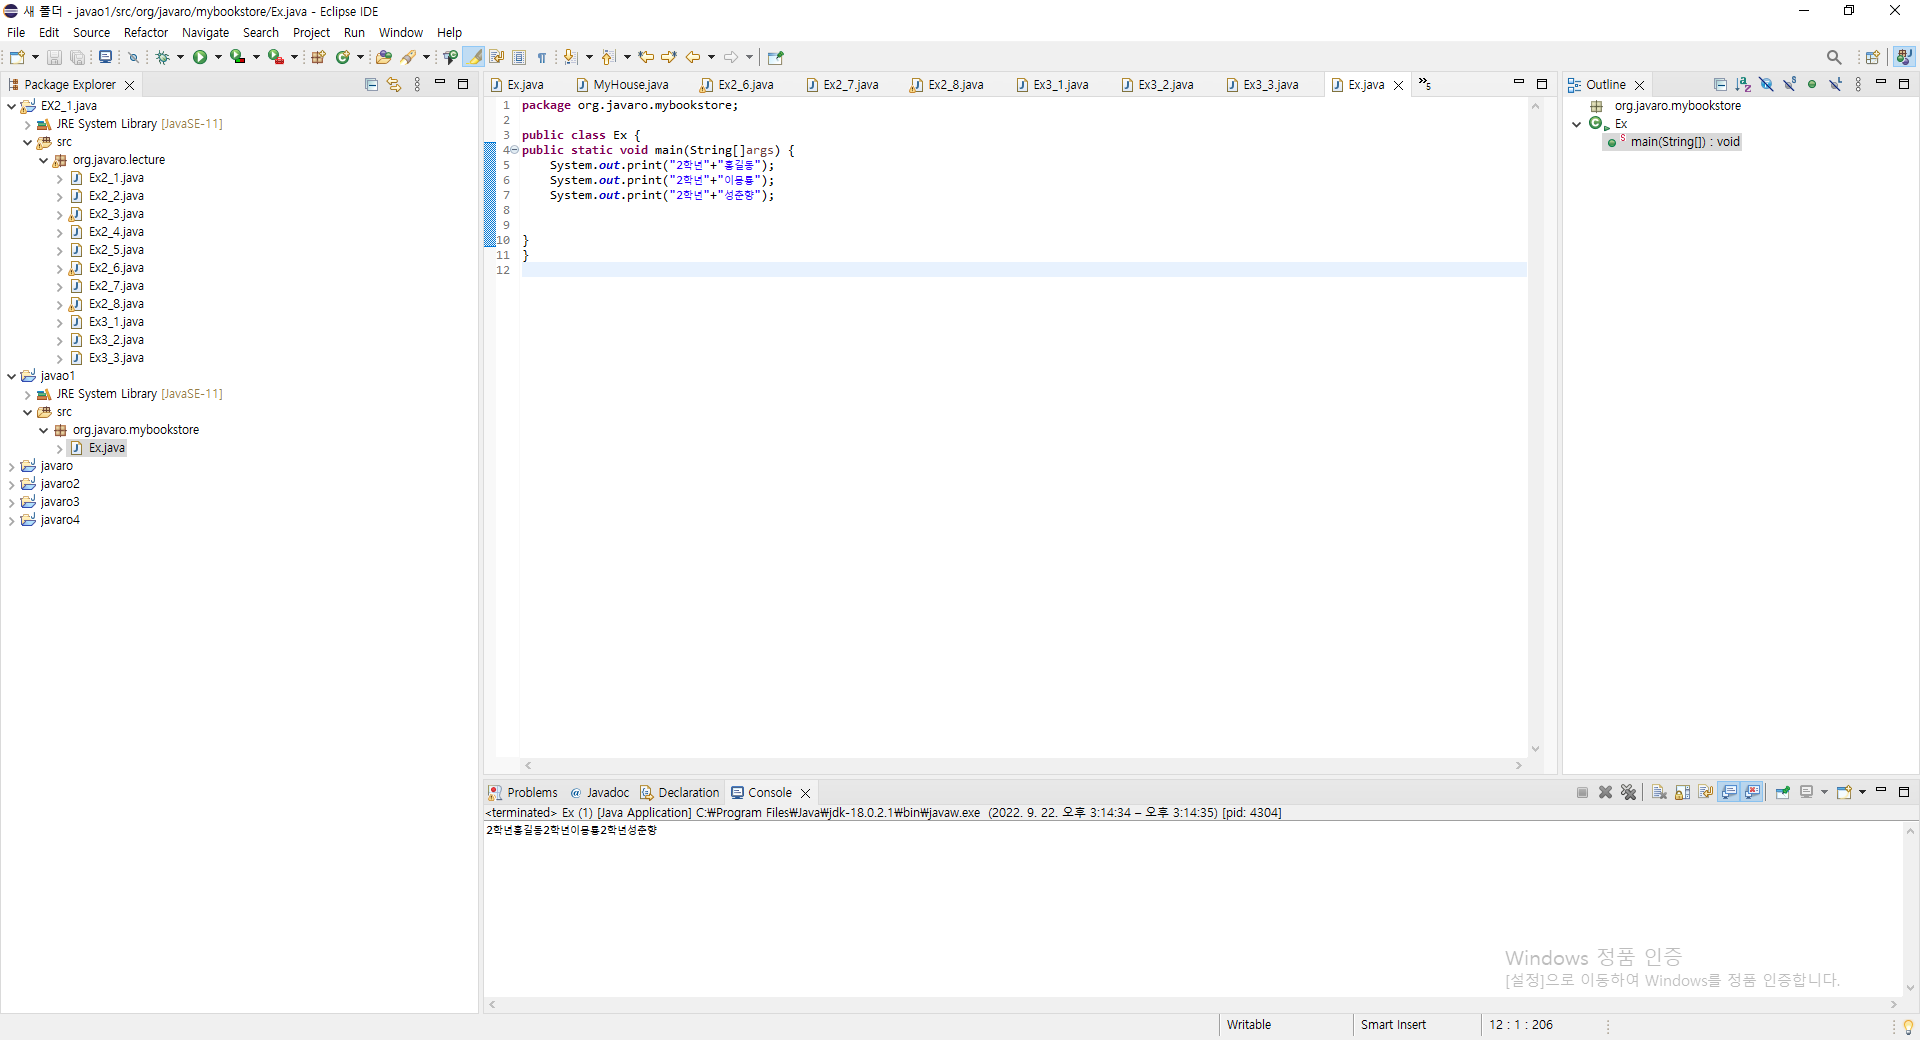 새 폴더 - javao1/src/org/javaro/mybookstore/Ex.java - Eclipse IDE
File Edit Source Refactor Navigate Search Project Run Window Help
Package Explorer
EX2_1.java
JRE System Library [JavaSE-11]
src
org.javaro.lecture
Ex2_1.java
Ex2_2.java
Ex2_3.java
Ex2_4.java
Ex2_5.java
Ex2_6.java
Ex2_7.java
Ex2_8.java
Ex3_1.java
Ex3_2.java
Ex3_3.java
javao1
JRE System Library [JavaSE-11]
src
org.javaro.mybookstore
Ex.java
javaro
javaro2
javaro3
javaro4
Ex.java MyHouse.java Ex2_6.java Ex2_7.java Ex2_8.java Ex3_1.java Ex3_2.java Ex3_3.java Ex.java »5
1 package org.javaro.mybookstore;
2
3 public class Ex {
4 public static void main(String[]args) {
5 System.out.print("2학년"+"홍길동");
6 System.out.print("2학년"+"이몽룡");
7 System.out.print("2학년"+"성춘향");
8
9
10 }
11 }
12
Outline
org.javaro.mybookstore
Ex
main(String[]) : void
Problems @ Javadoc Declaration Console
<terminated> Ex (1) [Java Application] C:₩Program Files₩Java₩jdk-18.0.2.1₩bin₩javaw.exe (2022. 9. 22. 오후 3:14:34 – 오후 3:14:35) [pid: 4304]
2학년홍길동2학년이몽룡2학년성춘향
Windows 정품 인증
[설정]으로 이동하여 Windows를 정품 인증합니다.
Writable Smart Insert 12 : 1 : 206